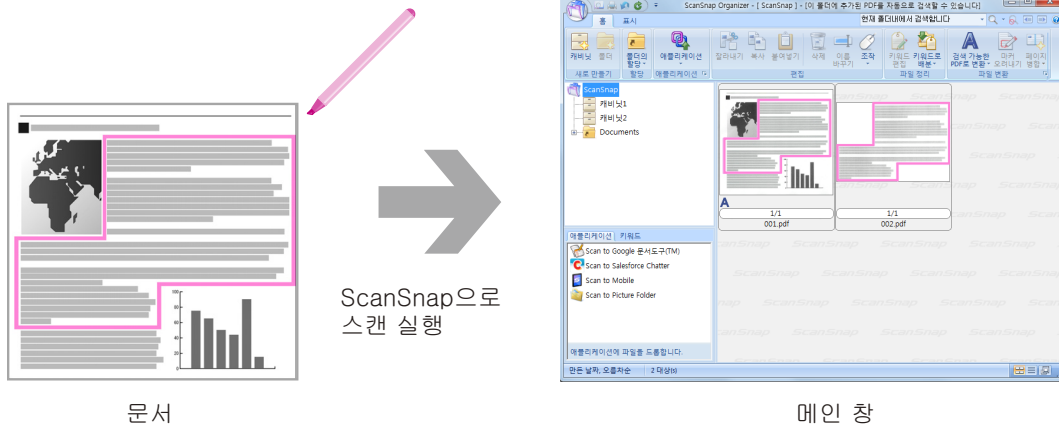 ScanSnap Organizer - [ ScanSnap ] - [이 폴더에 추가된 PDF를 자동으로 검색할 수 있습니다]
홈 표시
현재 폴더내에서 검색합니다
캐비닛 폴더 폴더의 할당 애플리케이션 잘라내기 복사 붙여넣기 삭제 이름 바꾸기 조작 키워드 편집 키워드로 배분 검색 가능한 PDF로 변환 마커 오려내기 페이지 병합
새로 만들기 할당 애플리케이션 편집 파일 정리 파일 변환
ScanSnap
캐비닛1
캐비닛2
Documents
A
1/1 1/1
001.pdf 002.pdf
애플리케이션 키워드
Scan to Google 문서도구(TM)
Scan to Salesforce Chatter
Scan to Mobile
Scan to Picture Folder
애플리케이션에 파일을 드롭합니다.
만든 날짜, 오름차순 2 대상(s)
100
80
60
40
20
ScanSnap으로
스캔 실행
문서
메인 창